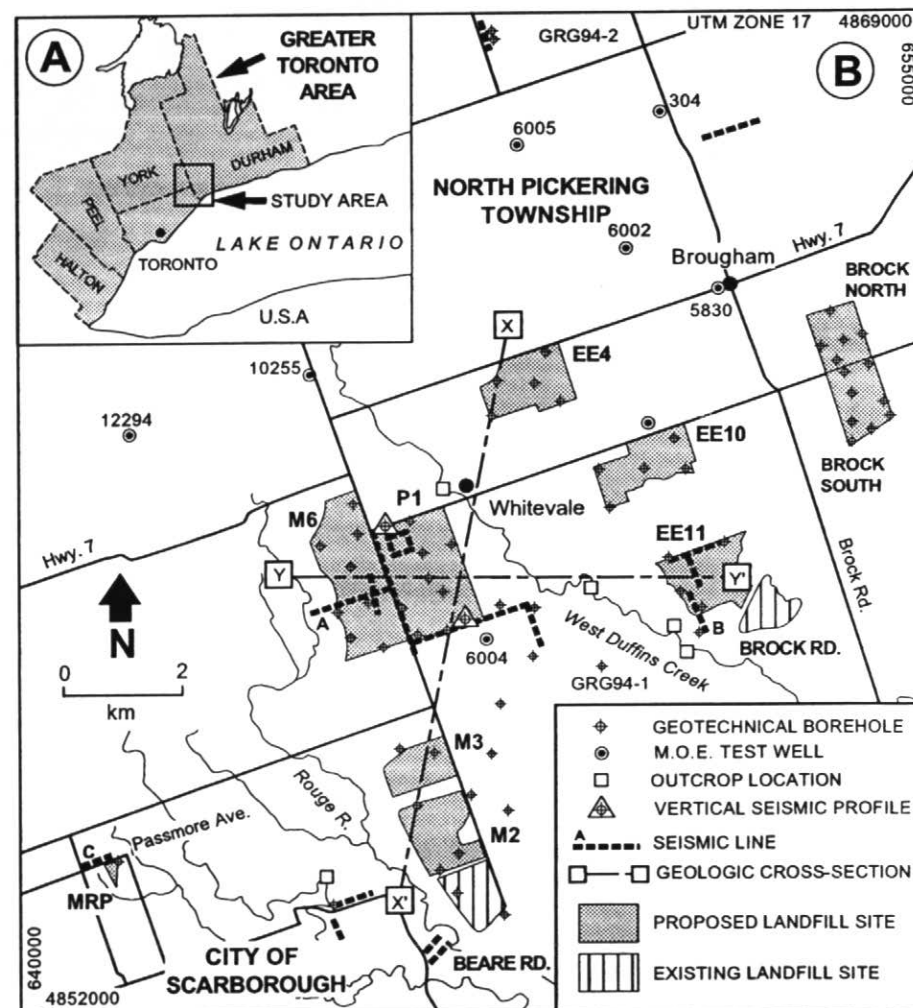 A
GREATER
TORONTO
AREA
YORK
DURHAM
PEEL
HALTON
STUDY AREA
TORONTO
LAKE ONTARIO
U.S.A
GRG94-2
UTM ZONE 17
4869000
655000
B
304
6005
NORTH PICKERING
TOWNSHIP
6002
Brougham
Hwy. 7
5830
BROCK
NORTH
X
EE4
10255
12294
EE10
BROCK
SOUTH
P1
M6
Whitevale
EE11
Hwy. 7
Y
Y'
Brock Rd.
A
B
N
BROCK RD.
6004
West Duffins Creek
0
2
km
GRG94-1
M3
Rouge R.
Passmore Ave.
M2
C
MRP
X'
CITY OF
SCARBOROUGH
BEARE RD.
640000
4852000
GEOTECHNICAL BOREHOLE
M.O.E. TEST WELL
OUTCROP LOCATION
VERTICAL SEISMIC PROFILE
A
SEISMIC LINE
GEOLOGIC CROSS-SECTION
PROPOSED LANDFILL SITE
EXISTING LANDFILL SITE